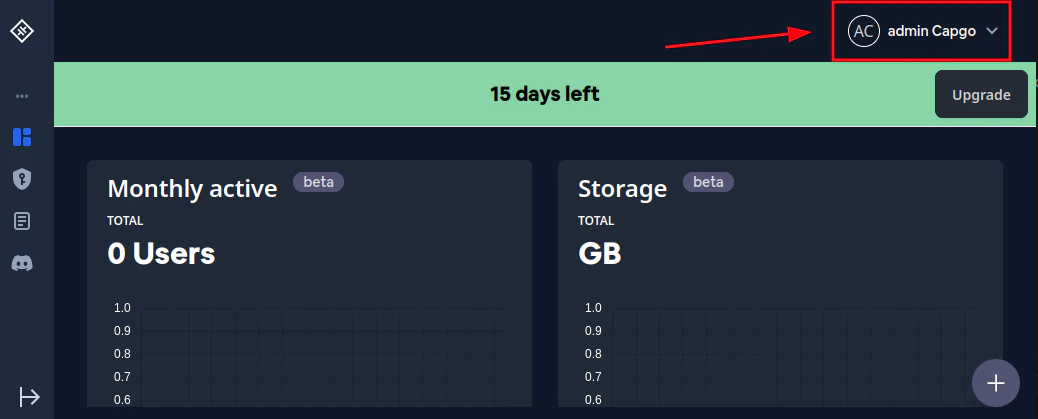 AC admin Capgo
15 days left
Upgrade
Monthly active beta
TOTAL
0 Users
1.0
0.9
0.8
0.7
0.6
Storage beta
TOTAL
GB
1.0
0.9
0.8
0.7
0.6